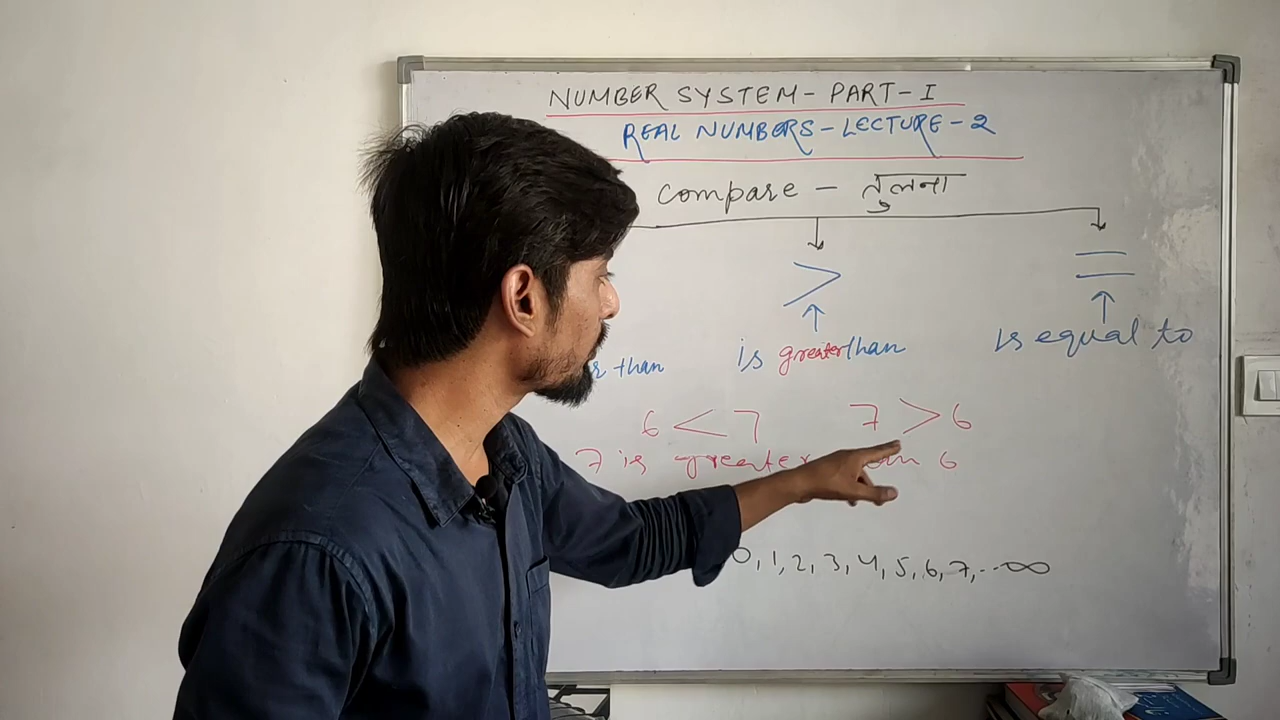 NUMBER SYSTEM - PART - I
REAL NUMBERS - LECTURE - 2
compare - तुलना
> =
is greater than
is equal to
than
6 < 7 7 > 6
7 is greater 6
0, 1, 2, 3, 4, 5, 6, 7, -- ∞